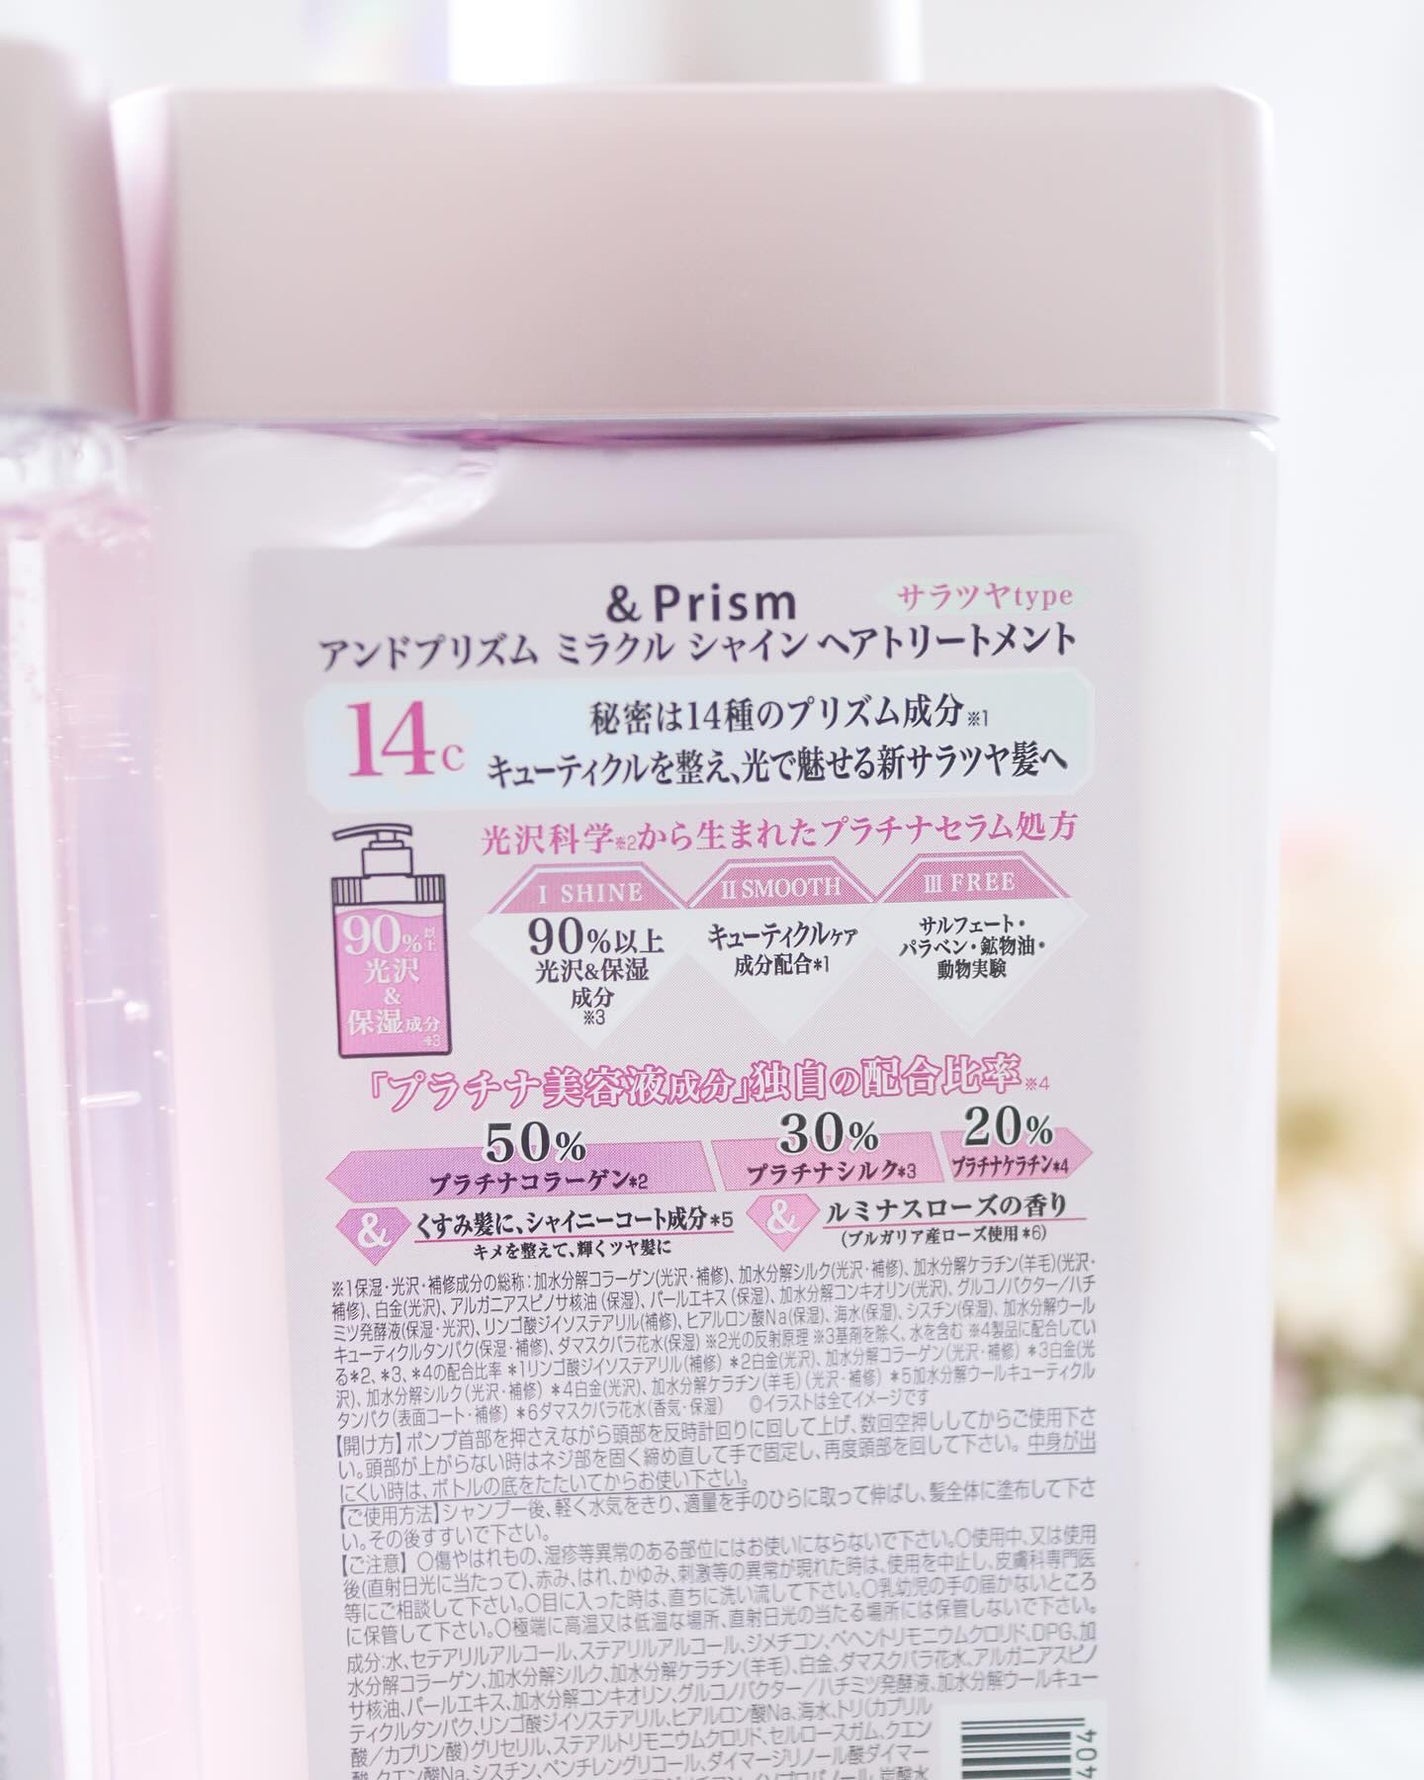 & Prism
サラツヤtype
アンドプリズム ミラクル シャイン ヘアトリートメント
14c
秘密は14種のプリズム成分※1
キューティクルを整え、光で魅せる新サラツヤ髪へ
光沢科学※2から生まれたプラチナセラム処方
90%以上
光沢
&
保湿成分
※3
I SHINE
90%以上
光沢&保湿
成分
※3
II SMOOTH
キューティクルケア
成分配合*1
III FREE
サルフェート・
パラベン・鉱物油・
動物実験
「プラチナ美容液成分」独自の配合比率※4
50%
プラチナコラーゲン*2
30%
プラチナシルク*3
20%
プラチナケラチン*4
& くすみ髪に、シャイニーコート成分*5
キメを整えて、輝くツヤ髪に
& ルミナスローズの香り
(ブルガリア産ローズ使用*6)
※1保湿・光沢・補修成分の総称：加水分解コラーゲン(光沢・補修)、加水分解シルク(光沢・補修)、加水分解ケラチン(羊毛)(光沢・
補修)、白金(光沢)、アルガニアスピノサ核油(保湿)、パールエキス(保湿)、加水分解コンキオリン(光沢)、グルコノバクター/ハチ
ミツ発酵液(保湿・光沢)、リンゴ酸ジイソステアリル(補修)、ヒアルロン酸Na(保湿)、海水(保湿)、シスチン(保湿)、加水分解ウール
キューティクルタンパク(保湿・補修)、ダマスクバラ花水(保湿) ※2光の反射原理 ※3基剤を除く、水を含む ※4製品に配合してい
る*2、*3、*4の配合比率 *1リンゴ酸ジイソステアリル(補修) *2白金(光沢)、加水分解コラーゲン(光沢・補修) *3白金(光
沢)、加水分解シルク(光沢・補修) *4白金(光沢)、加水分解ケラチン(羊毛)(光沢・補修) *5加水分解ウールキューティクル
タンパク(表面コート・補修) *6ダマスクバラ花水(香気・保湿) ◎イラストは全てイメージです
【開け方】ポンプ首部を押さえながら頭部を反時計回りに回して上げ、数回空押ししてからご使用下さ
い。頭部が上がらない時はネジ部を固く締め直して手で固定し、再度頭部を回して下さい。中身が出
にくい時は、ボトルの底をたたいてからお使い下さい。
【ご使用方法】シャンプー後、軽く水気をきり、適量を手のひらに取って伸ばし、髪全体に塗布して下さ
い。その後すすいで下さい。
【ご注意】○傷やはれもの、湿疹等異常のある部位にはお使いにならないで下さい。○使用中、又は使用
後(直射日光に当たって)、赤み、はれ、かゆみ、刺激等の異常が現れた時は、使用を中止し、皮膚科専門医
等にご相談して下さい。○目に入った時は、直ちに洗い流して下さい。○乳幼児の手の届かないところ
に保管して下さい。○極端に高温又は低温な場所、直射日光の当たる場所には保管しないで下さい。
成分:水、セテアリルアルコール、ステアリルアルコール、ジメチコン、ベヘントリモニウムクロリド、DPG、加
水分解コラーゲン、加水分解シルク、加水分解ケラチン(羊毛)、白金、ダマスクバラ花水、アルガニアスピノ
サ核油、パールエキス、加水分解コンキオリン、グルコノバクター/ハチミツ発酵液、加水分解ウールキュー
ティクルタンパク、リンゴ酸ジイソステアリル、ヒアルロン酸Na、海水、トリ(カプリル
酸/カプリン酸)グリセリル、ステアルトリモニウムクロリド、セルロースガム、クエン
酸、クエン酸Na、シスチン、ペンチレングリコール、ダイマージリノール酸ダイマー
404